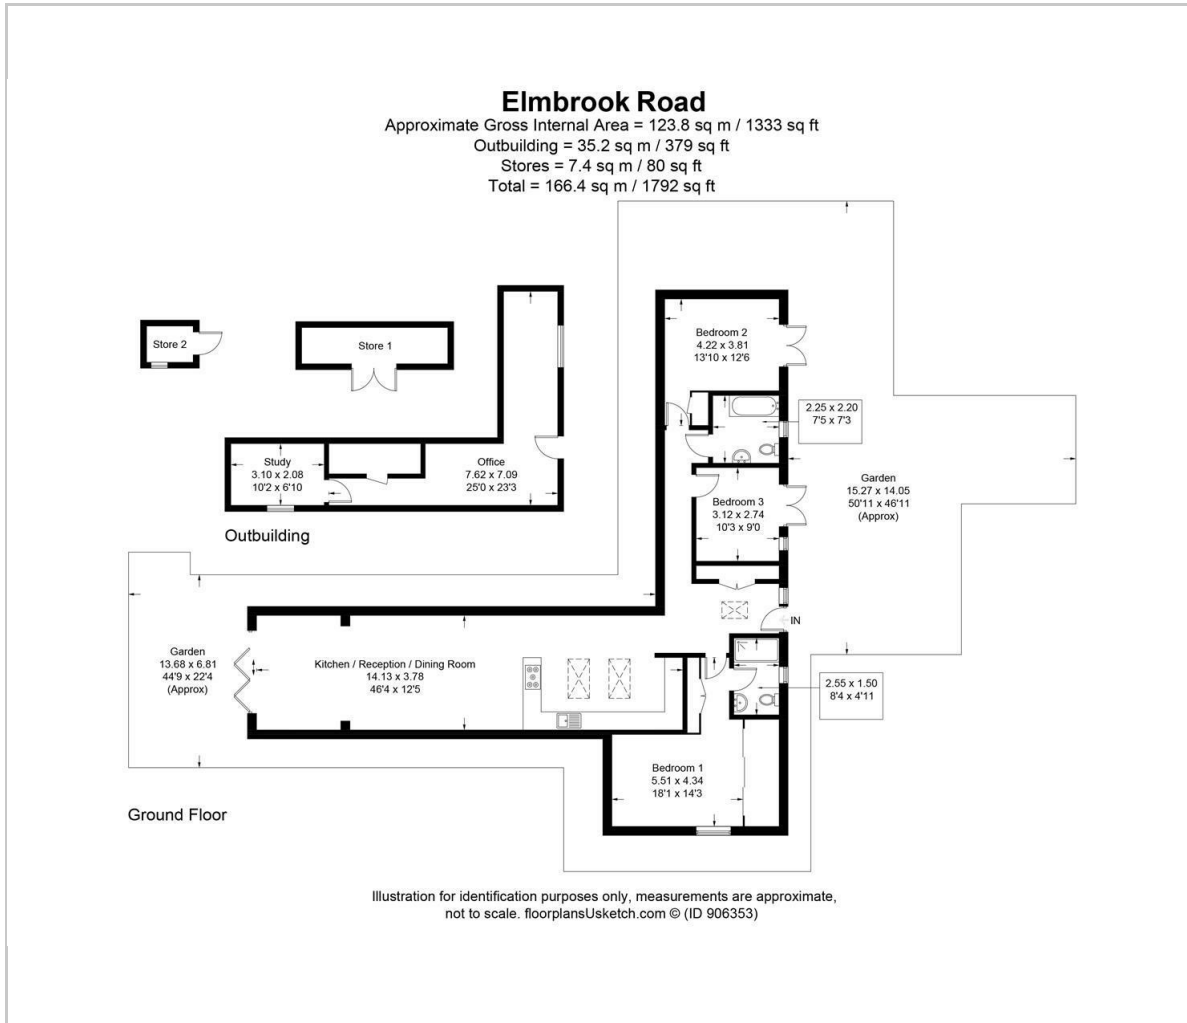 Elmbrook Road
Approximate Gross Internal Area = 123.8 sq m / 1333 sq ft
Outbuilding = 35.2 sq m / 379 sq ft
Stores = 7.4 sq m / 80 sq ft
Total = 166.4 sq m / 1792 sq ft
Store 2
Store 1
Study
3.10 x 2.08
10'2 x 6'10
Office
7.62 x 7.09
25'0 x 23'3
Outbuilding
Bedroom 2
4.22 x 3.81
13'10 x 12'6
2.25 x 2.20
7'5 x 7'3
Bedroom 3
3.12 x 2.74
10'3 x 9'0
Garden
15.27 x 14.05
50'11 x 46'11
(Approx)
IN
Garden
13.68 x 6.81
44'9 x 22'4
(Approx)
Kitchen / Reception / Dining Room
14.13 x 3.78
46'4 x 12'5
2.55 x 1.50
8'4 x 4'11
Bedroom 1
5.51 x 4.34
18'1 x 14'3
Ground Floor
Illustration for identification purposes only, measurements are approximate,
not to scale. floorplansUsketch.com © (ID 906353)